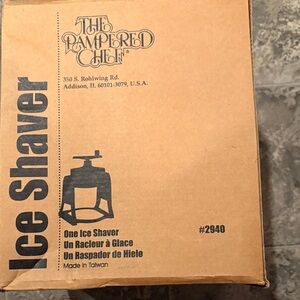 THE
PAMPERED
CHEF®
350 S. Rohlwing Rd.
Addison, IL 60101-3079, U.S.A.
Ice Shaver
One Ice Shaver
Un Racleur à Glace
Un Raspador de Hielo
Made in Taiwan
#2940